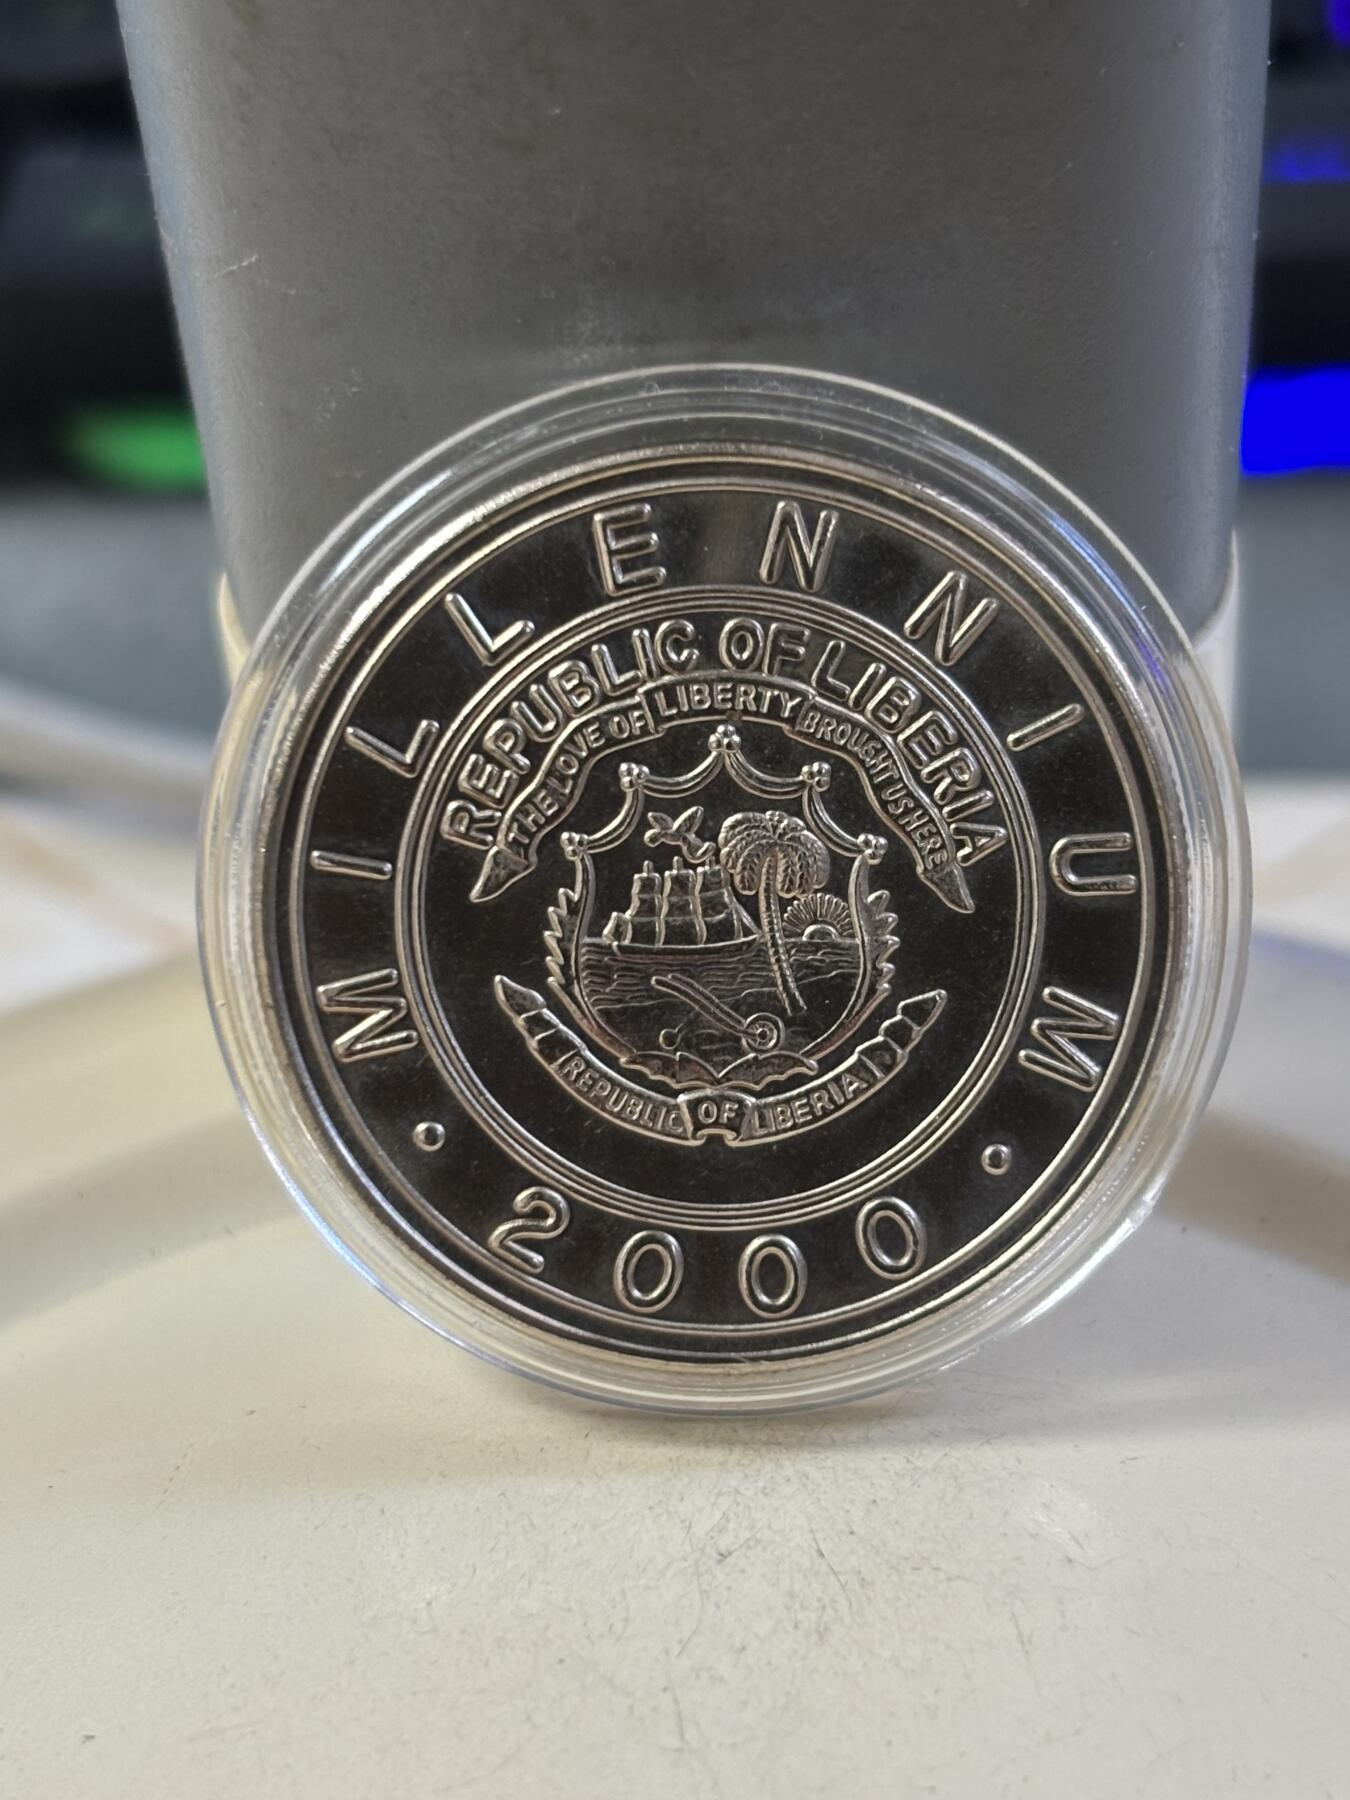 MILLENNIUM
REPUBLIC OF LIBERIA
THE LOVE OF LIBERTY BROUGHT US HERE
REPUBLIC OF LIBERIA
• 2000 •